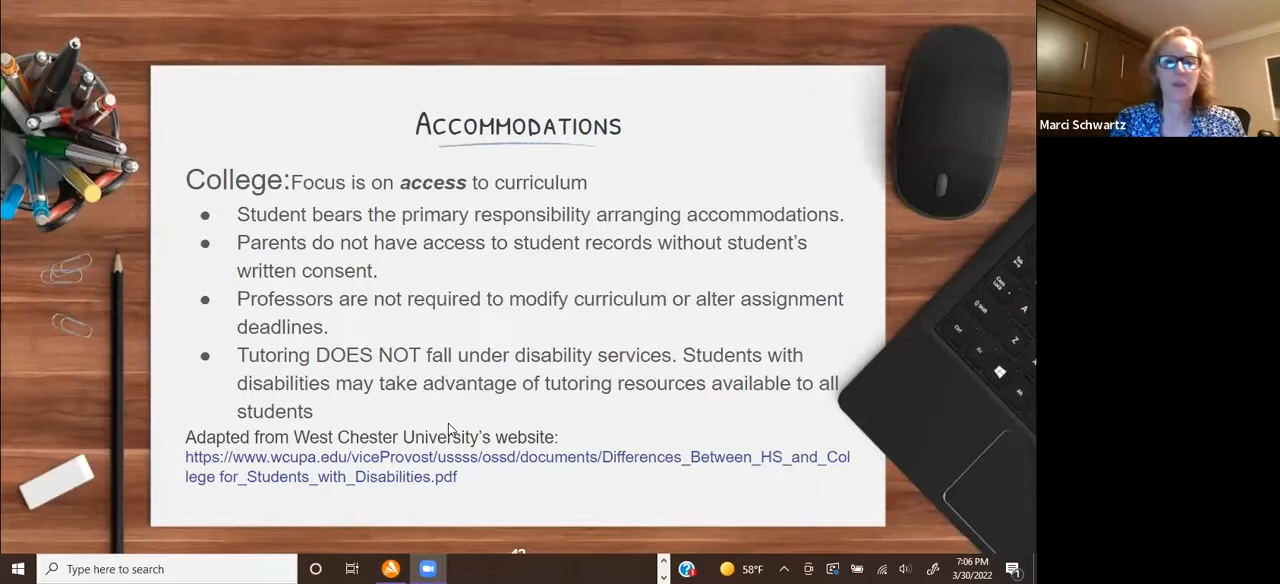 Accommodations
College:Focus is on access to curriculum
● Student bears the primary responsibility arranging accommodations.
● Parents do not have access to student records without student's
written consent.
● Professors are not required to modify curriculum or alter assignment
deadlines.
● Tutoring DOES NOT fall under disability services. Students with
disabilities may take advantage of tutoring resources available to all
students
Adapted from West Chester University's website:
https://www.wcupa.edu/viceProvost/ussss/ossd/documents/Differences_Between_HS_and_Col
lege for_Students_with_Disabilities.pdf
Marci Schwartz
Type here to search
58°F
7:06 PM
3/30/2022
1